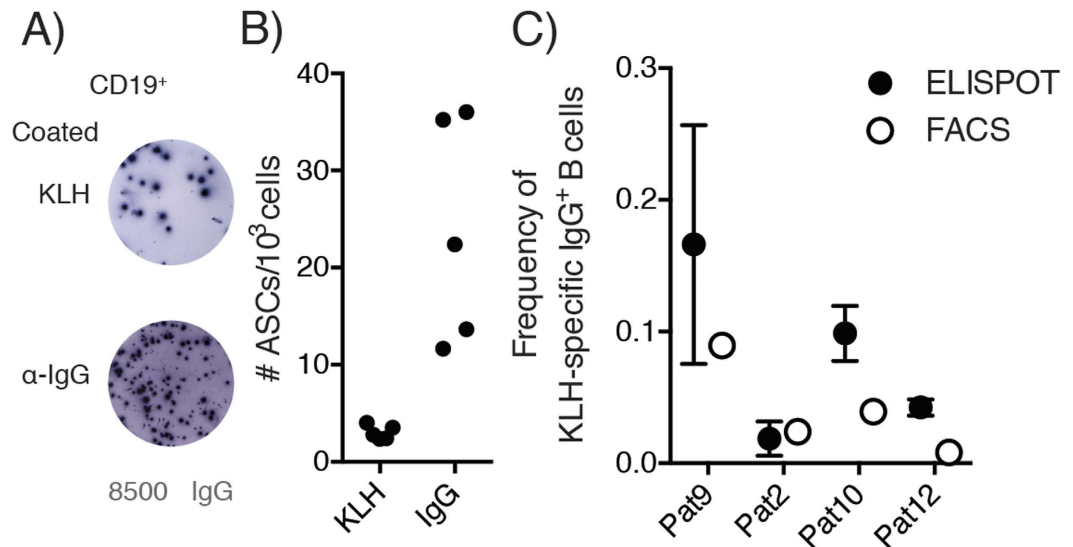 A)
CD19⁺
Coated
KLH
α-IgG
8500 IgG
B)
# ASCs/10³cells
40
30
20
10
0
KLH
IgG
C)
Frequency of
KLH-specific IgG⁺ B cells
0.3
0.2
0.1
0.0
Pat9
Pat2
Pat10
Pat12
ELISPOT
FACS